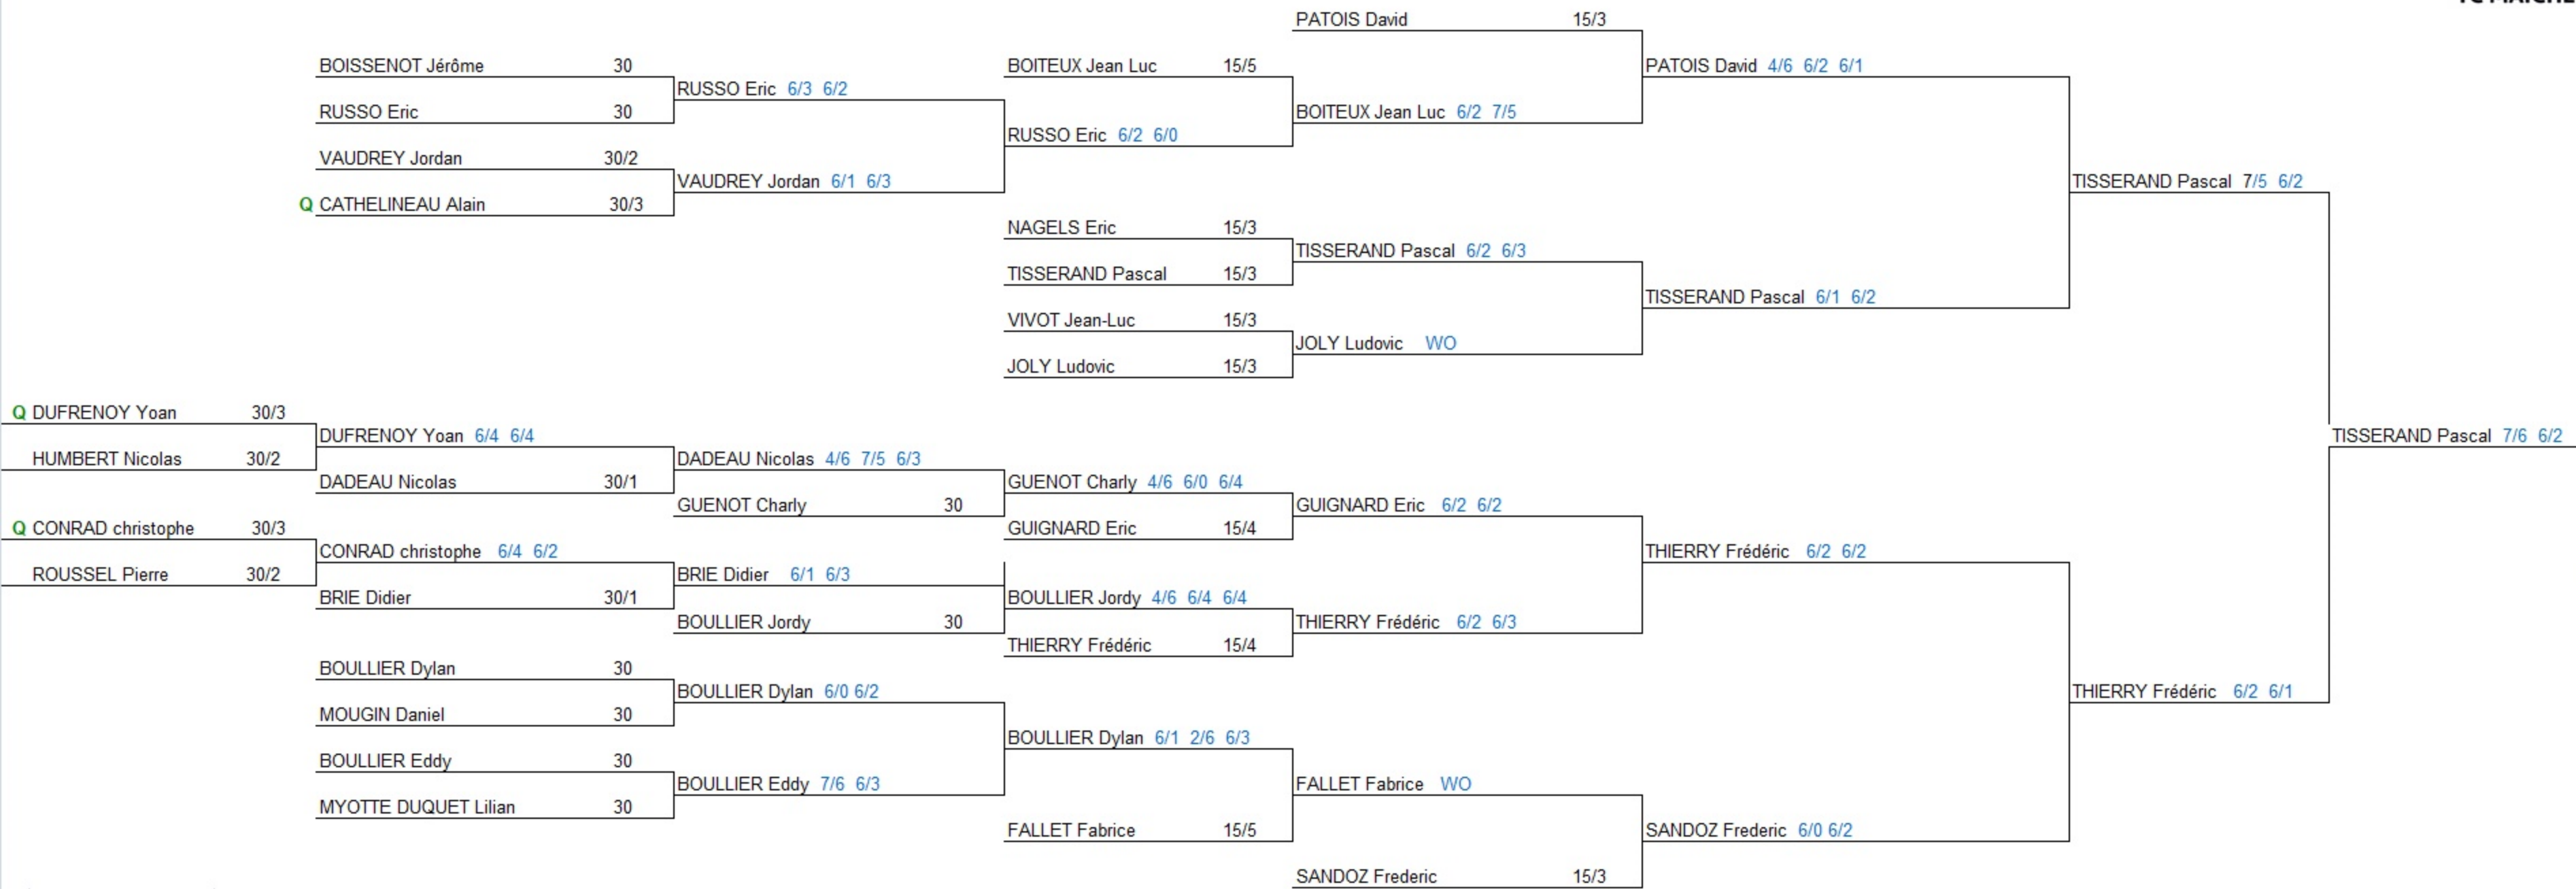 PATOIS David 15/3
BOISSENOT Jérôme 30
BOITEUX Jean Luc 15/5
PATOIS David 4/6 6/2 6/1
RUSSO Eric 6/3 6/2
RUSSO Eric 30
BOITEUX Jean Luc 6/2 7/5
RUSSO Eric 6/2 6/0
VAUDREY Jordan 30/2
VAUDREY Jordan 6/1 6/3
TISSERAND Pascal 7/5 6/2
Q CATHELINEAU Alain 30/3
NAGELS Eric 15/3
TISSERAND Pascal 6/2 6/3
TISSERAND Pascal 15/3
TISSERAND Pascal 6/1 6/2
VIVOT Jean-Luc 15/3
JOLY Ludovic WO
JOLY Ludovic 15/3
Q DUFRENOY Yoan 30/3
DUFRENOY Yoan 6/4 6/4
TISSERAND Pascal 7/6 6/2
HUMBERT Nicolas 30/2
DADEAU Nicolas 4/6 7/5 6/3
DADEAU Nicolas 30/1
GUENOT Charly 4/6 6/0 6/4
GUENOT Charly 30
GUIGNARD Eric 6/2 6/2
Q CONRAD christophe 30/3
GUIGNARD Eric 15/4
CONRAD christophe 6/4 6/2
THIERRY Frédéric 6/2 6/2
ROUSSEL Pierre 30/2
BRIE Didier 6/1 6/3
BRIE Didier 30/1
BOULLIER Jordy 4/6 6/4 6/4
BOULLIER Jordy 30
THIERRY Frédéric 6/2 6/3
THIERRY Frédéric 15/4
BOULLIER Dylan 30
BOULLIER Dylan 6/0 6/2
THIERRY Frédéric 6/2 6/1
MOUGIN Daniel 30
BOULLIER Dylan 6/1 2/6 6/3
BOULLIER Eddy 30
BOULLIER Eddy 7/6 6/3
FALLET Fabrice WO
MYOTTE DUQUET Lilian 30
FALLET Fabrice 15/5
SANDOZ Frederic 6/0 6/2
SANDOZ Frederic 15/3